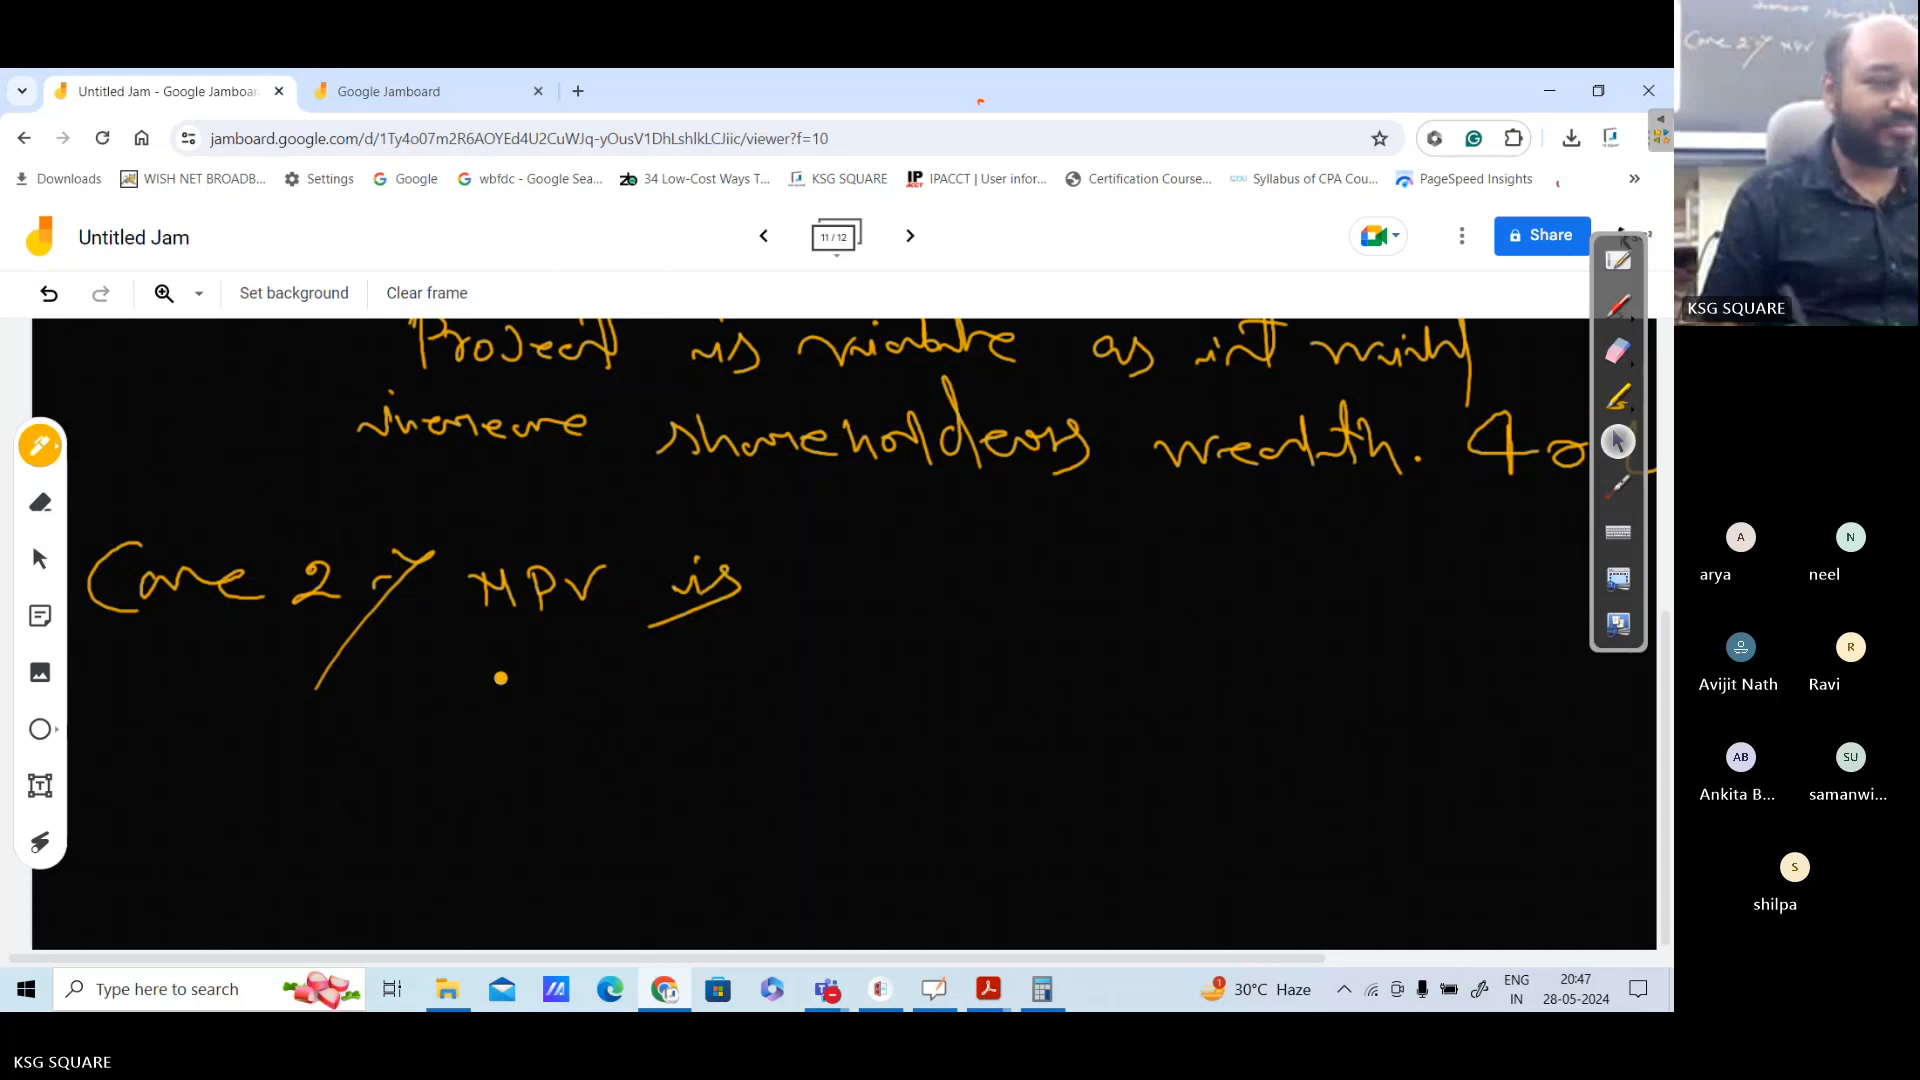 Untitled Jam - Google Jamboar
Google Jamboard
jamboard.google.com/d/1Ty4o07m2R6AOYEd4U2CuWJq-yOusV1DhLshlkLCJiic/viewer?f=10
Downloads WISH NET BROADB... Settings Google wbfdc - Google Sea... 34 Low-Cost Ways T... KSG SQUARE IPACCT | User infor... Certification Course... Syllabus of CPA Cou... PageSpeed Insights
Untitled Jam
11 / 12
Share
Set background Clear frame
Project is viable as it will
increase shareholders wealth.
Case 2 If NPV is
KSG SQUARE
A N
arya neel
R
Avijit Nath Ravi
AB SU
Ankita B... samanwi...
S
shilpa
Type here to search
30°C Haze
ENG
IN
20:47
28-05-2024
KSG SQUARE